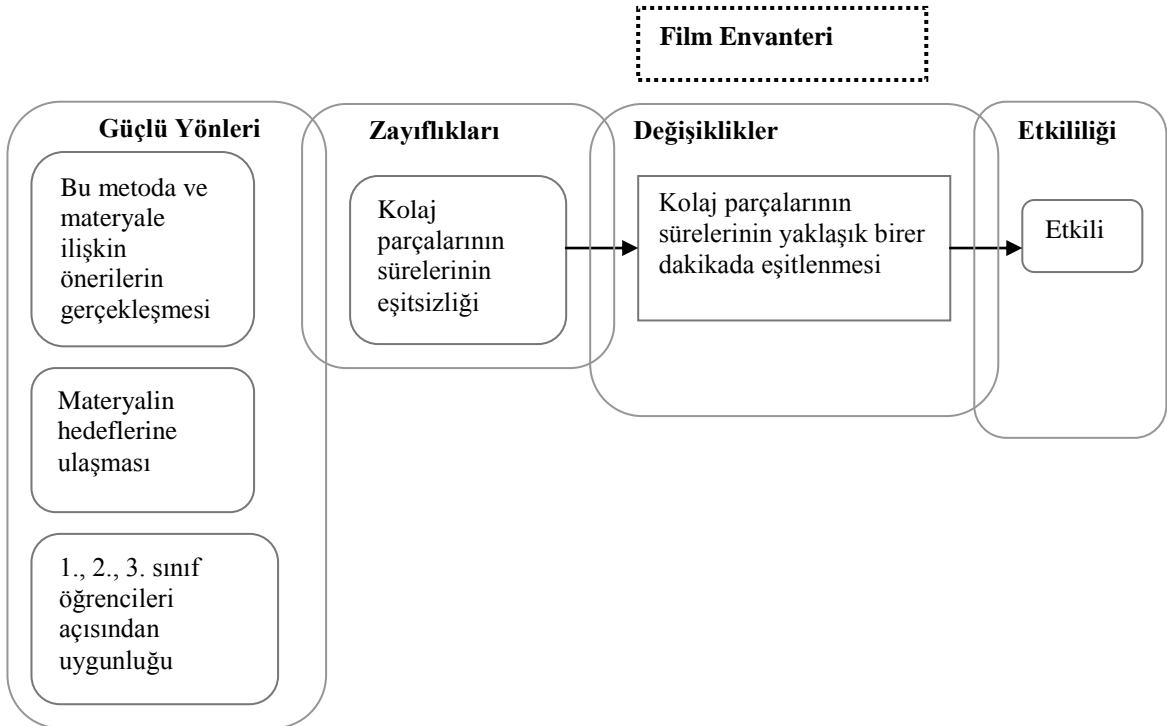 Film Envanteri
Güçlü Yönleri
Bu metoda ve
materyale
ilişkin
önerilerin
gerçekleşmesi
Materyalin
hedeflerine
ulaşması
1., 2., 3. sınıf
öğrencileri
açısından
uygunluğu
Zayıflıkları
Kolaj
parçalarının
sürelerinin
eşitsizliği
Değişiklikler
Kolaj parçalarının
sürelerinin yaklaşık birer
dakikada eşitlenmesi
Etkililiği
Etkili